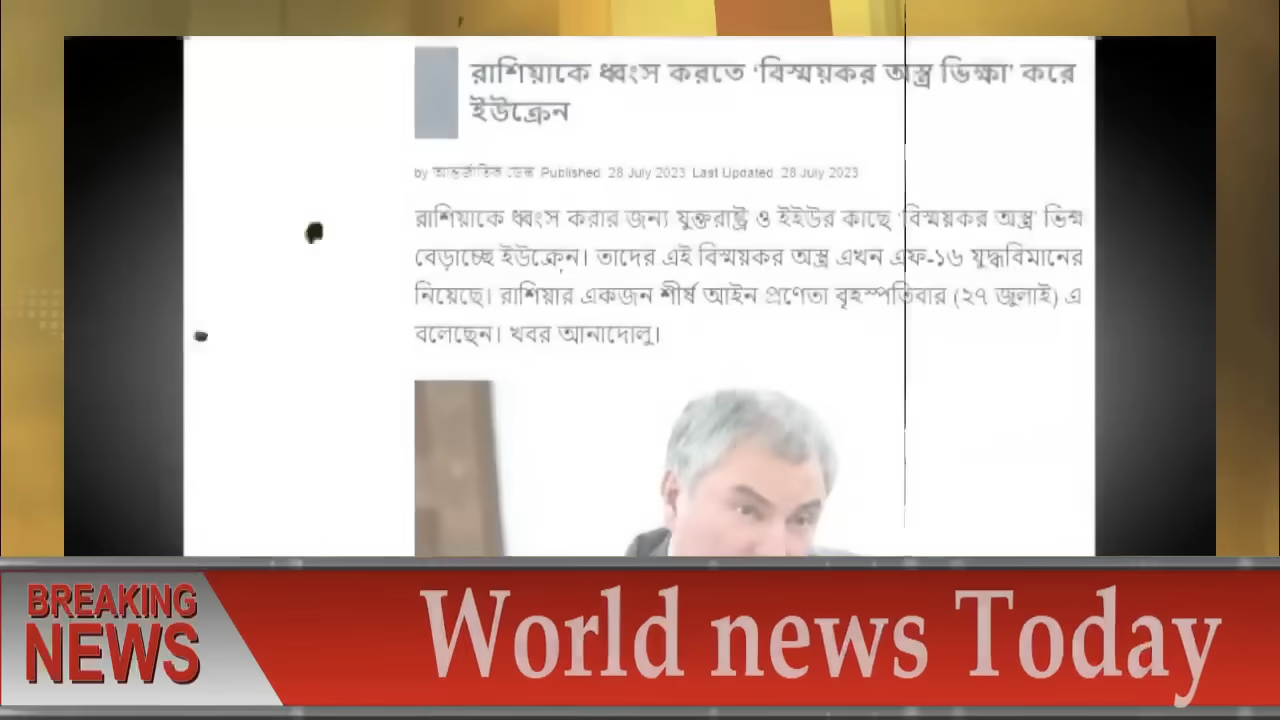 রাশিয়াকে ধ্বংস করতে ‘বিস্ময়কর অস্ত্র ভিক্ষা’ করে
ইউক্রেন
by আন্তর্জাতিক ডেস্ক Published 28 July 2023 Last Updated 28 July 2023
রাশিয়াকে ধ্বংস করার জন্য যুক্তরাষ্ট্র ও ইইউর কাছে ‘বিস্ময়কর অস্ত্র’
বেড়াচ্ছে ইউক্রেন। তাদের এই বিস্ময়কর অস্ত্র এখন এফ-১৬ যুদ্ধবিমানের
নিয়েছে। রাশিয়ার একজন শীর্ষ আইন প্রণেতা বৃহস্পতিবার (২৭ জুলাই) এ
বলেছেন। খবর আনাদোলু।
BREAKING
NEWS
World news Today